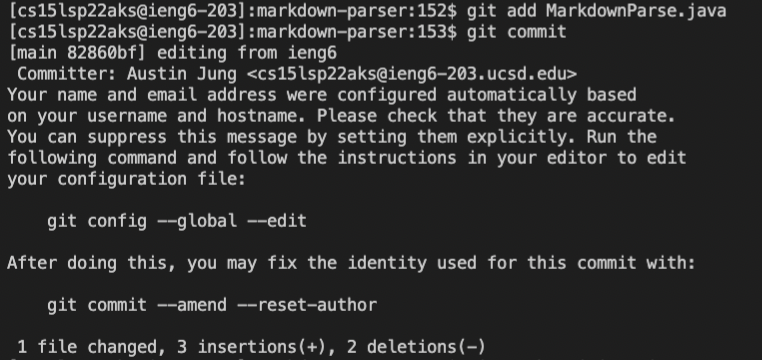 [cs15lsp22aks@ieng6-203]:markdown-parser:152$ git add MarkdownParse.java
[cs15lsp22aks@ieng6-203]:markdown-parser:153$ git commit
[main 82860bf] editing from ieng6
 Committer: Austin Jung <cs15lsp22aks@ieng6-203.ucsd.edu>
Your name and email address were configured automatically based
on your username and hostname. Please check that they are accurate.
You can suppress this message by setting them explicitly. Run the
following command and follow the instructions in your editor to edit
your configuration file:

    git config --global --edit

After doing this, you may fix the identity used for this commit with:

    git commit --amend --reset-author

 1 file changed, 3 insertions(+), 2 deletions(-)